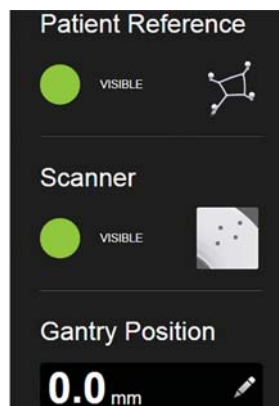 Patient Reference
VISIBLE
Scanner
VISIBLE
Gantry Position
0.0 mm